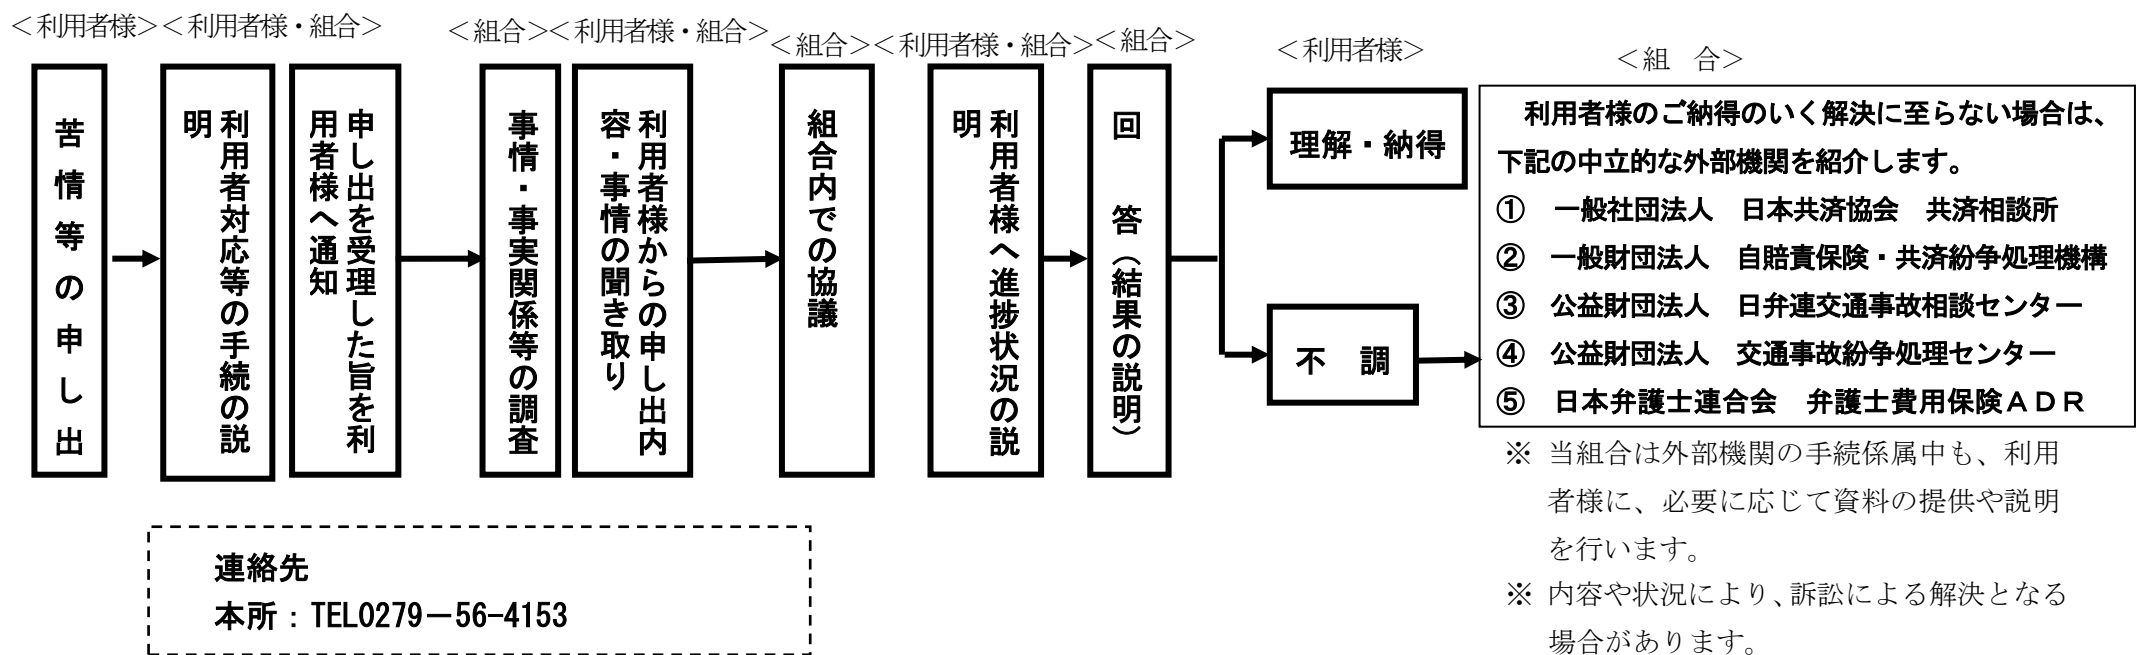 ＜利用者様＞
＜利用者様・組合＞
＜組合＞
＜利用者様・組合＞
＜組合＞
＜利用者様・組合＞
＜組合＞
＜利用者様＞
＜組　合＞
苦情等の申し出
利用者対応等の手続の説
明
申し出を受理した旨を利
用者様へ通知
事情・事実関係等の調査
利用者様からの申し出内
容・事情の聞き取り
組合内での協議
利用者様へ進捗状況の説
明
回　答（結果の説明）
理解・納得
不　調
利用者様のご納得のいく解決に至らない場合は、
下記の中立的な外部機関を紹介します。
①　一般社団法人　日本共済協会　共済相談所
②　一般財団法人　自賠責保険・共済紛争処理機構
③　公益財団法人　日弁連交通事故相談センター
④　公益財団法人　交通事故紛争処理センター
⑤　日本弁護士連合会　弁護士費用保険ＡＤＲ
※ 当組合は外部機関の手続係属中も、利用
者様に、必要に応じて資料の提供や説明
を行います。
※ 内容や状況により、訴訟による解決となる
場合があります。
連絡先
本所：TEL0279－56-4153